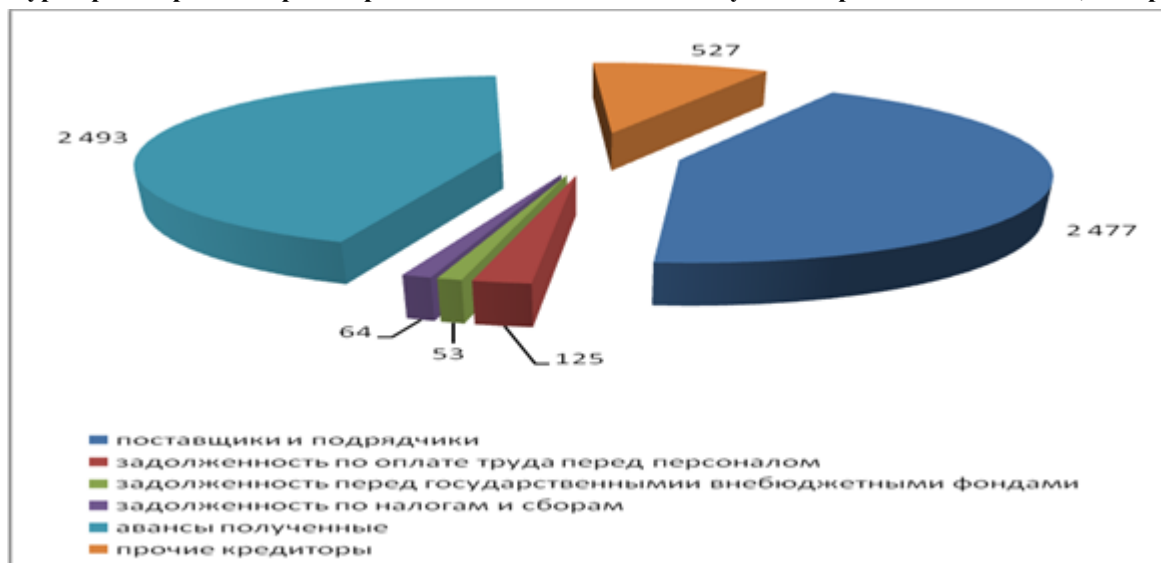 527
2 493
2 477
64
53
125
поставщики и подрядчики
задолженность по оплате труда перед персоналом
задолженность перед государственнымии внебюджетными фондами
задолженность по налогам и сборам
авансы полученные
прочие кредиторы